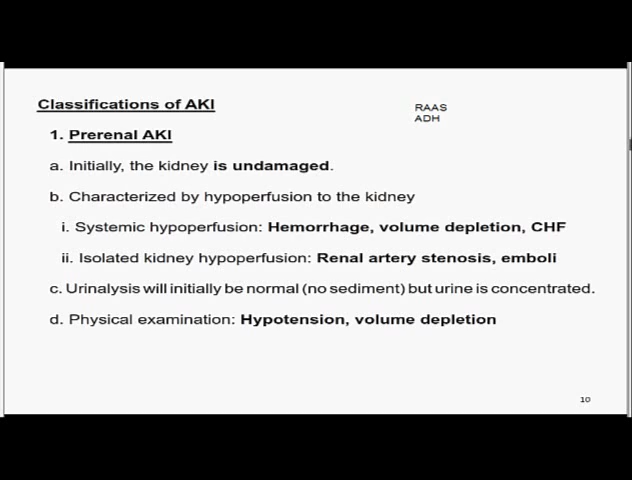 Classifications of AKI
RAAS
ADH
1. Prerenal AKI
a. Initially, the kidney is undamaged.
b. Characterized by hypoperfusion to the kidney
i. Systemic hypoperfusion: Hemorrhage, volume depletion, CHF
ii. Isolated kidney hypoperfusion: Renal artery stenosis, emboli
c. Urinalysis will initially be normal (no sediment) but urine is concentrated.
d. Physical examination: Hypotension, volume depletion
10